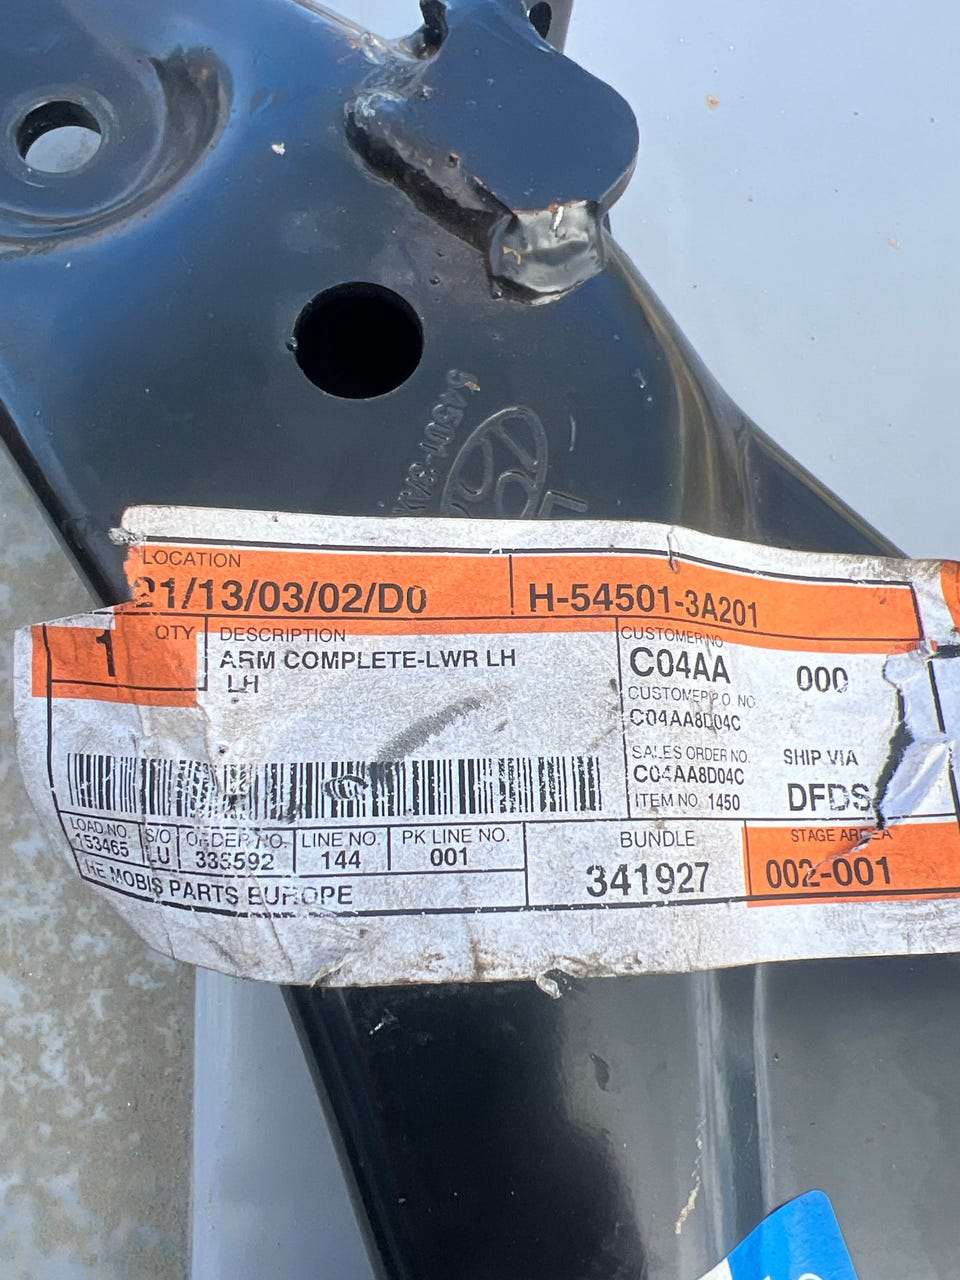 54501-3A
L
LOCATION
21/13/03/02/D0
H-54501-3A201
QTY
1
DESCRIPTION
ARM COMPLETE-LWR LH
LH
CUSTOMER NO.
C04AA 000
CUSTOMER P.O. NO.
C04AA8D04C
SALES ORDER NO.
C04AA8D04C
ITEM NO. 1450
SHIP VIA
DFDS
LOAD NO.
153465
S/O
LU
ORDER NO.
LINE NO.
144
PK LINE NO.
001
BUNDLE
341927
STAGE AREA
002-001
HE MOBIS PARTS EUROPE